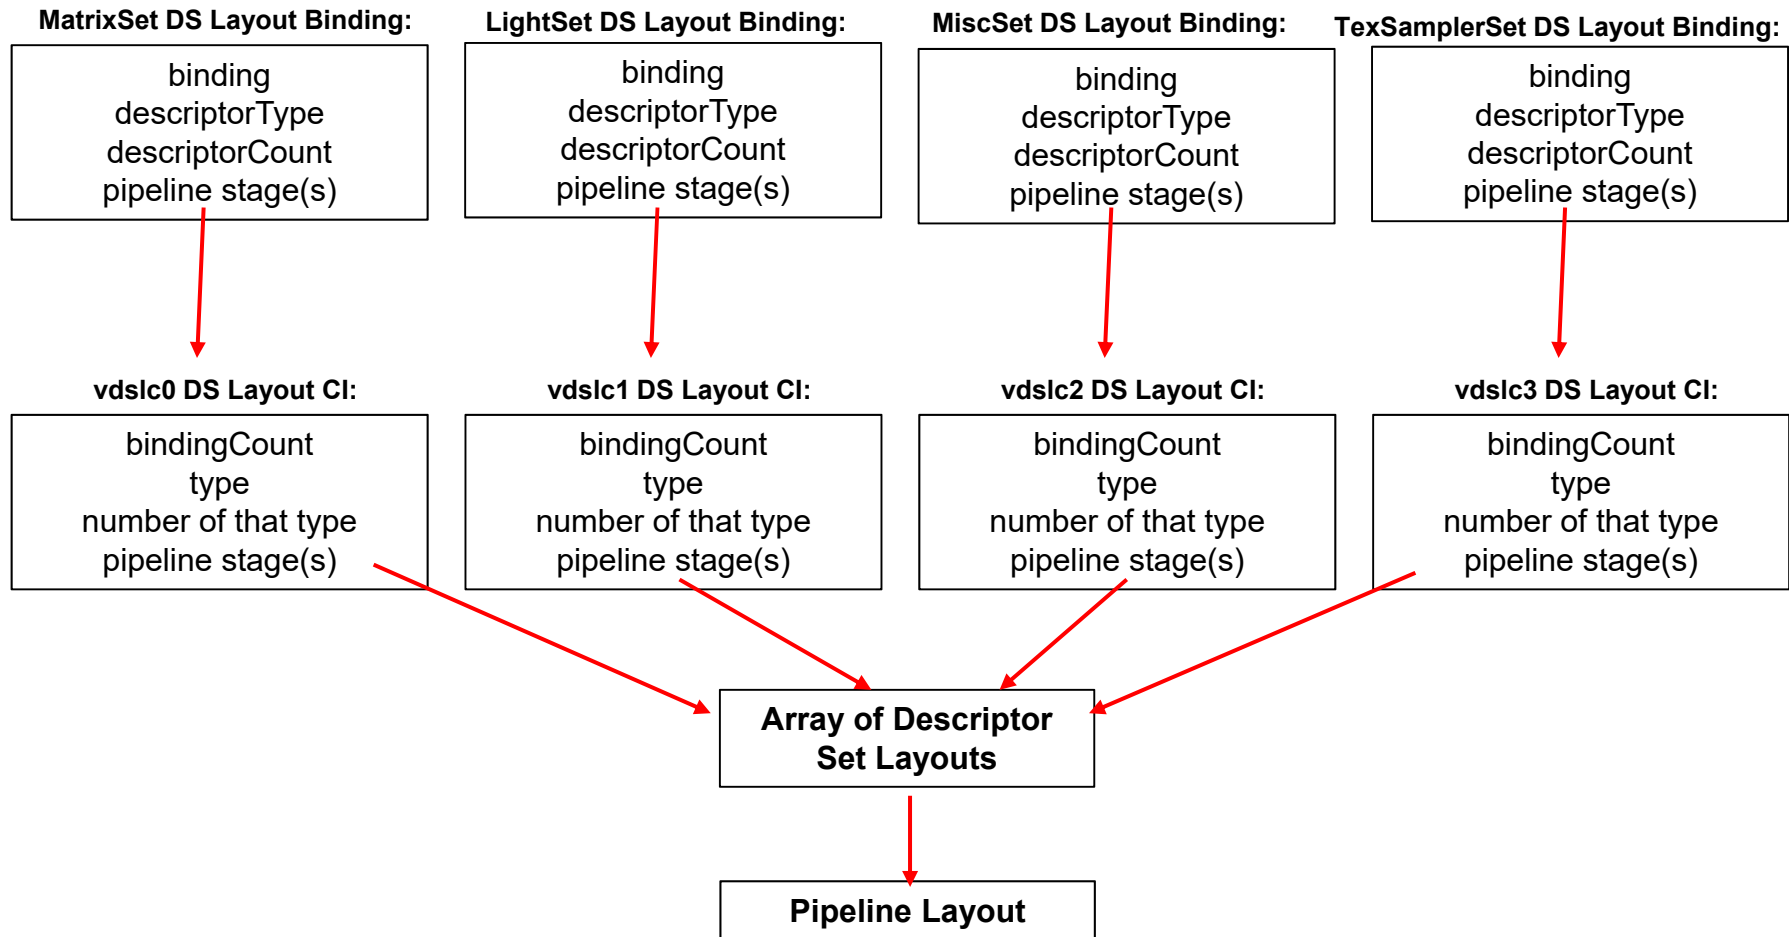 MatrixSet DS Layout Binding:
binding
descriptorType
descriptorCount
pipeline stage(s)
LightSet DS Layout Binding:
binding
descriptorType
descriptorCount
pipeline stage(s)
MiscSet DS Layout Binding:
binding
descriptorType
descriptorCount
pipeline stage(s)
TexSamplerSet DS Layout Binding:
binding
descriptorType
descriptorCount
pipeline stage(s)
vdslc0 DS Layout CI:
bindingCount
type
number of that type
pipeline stage(s)
vdslc1 DS Layout CI:
bindingCount
type
number of that type
pipeline stage(s)
vdslc2 DS Layout CI:
bindingCount
type
number of that type
pipeline stage(s)
vdslc3 DS Layout CI:
bindingCount
type
number of that type
pipeline stage(s)
Array of Descriptor
Set Layouts
Pipeline Layout